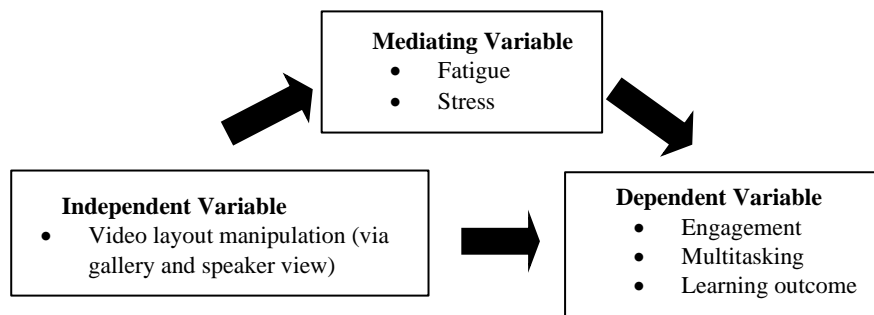 Mediating Variable
• Fatigue
• Stress
Independent Variable
• Video layout manipulation (via
gallery and speaker view)
Dependent Variable
• Engagement
• Multitasking
• Learning outcome